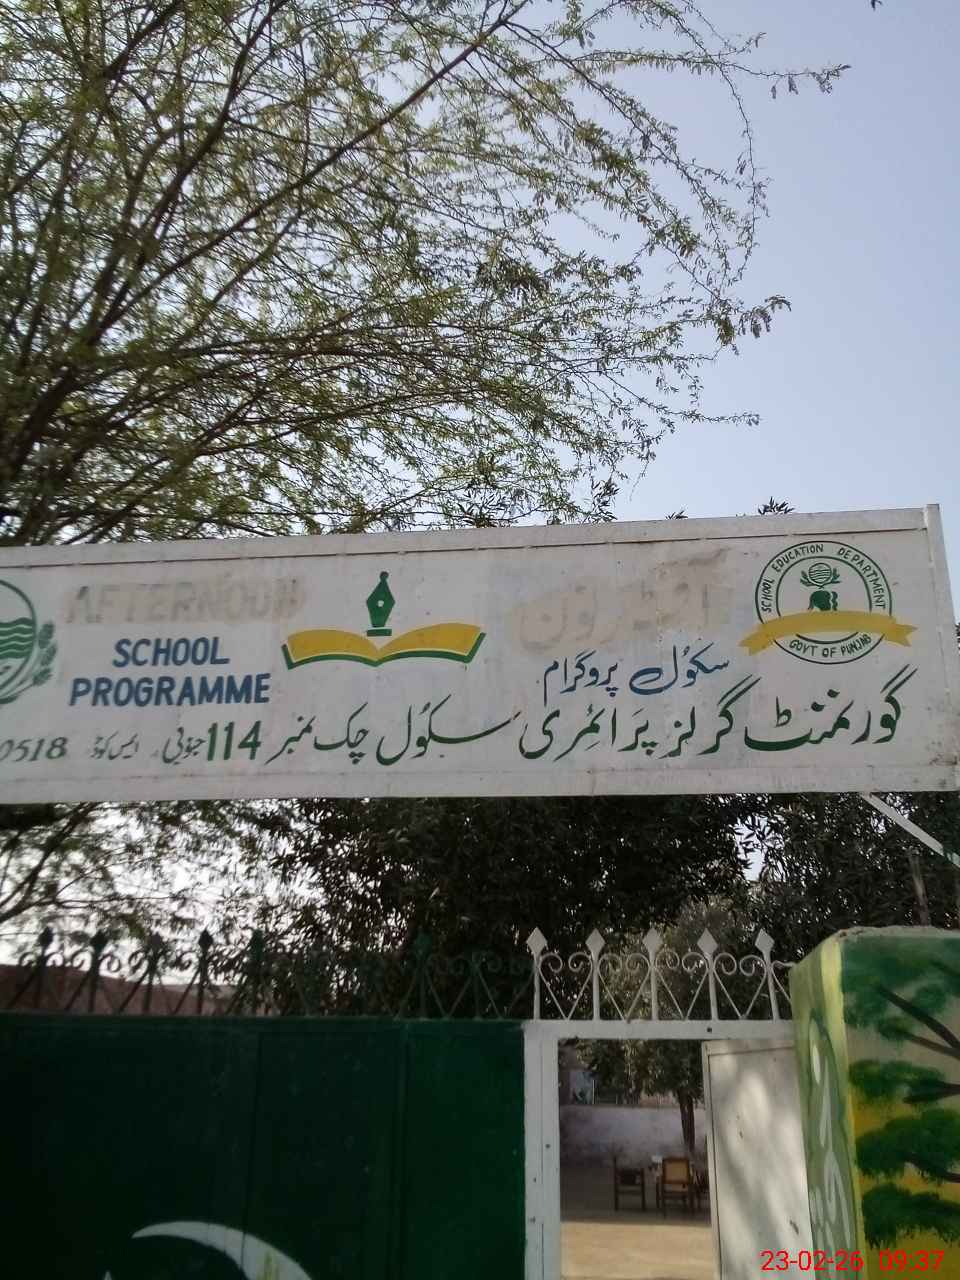 AFTERNOON
SCHOOL
PROGRAMME
آفٹرنون
سکول پروگرام
SCHOOL EDUCATION DEPARTMENT
GOVT OF PUNJAB
گورنمنٹ گرلز پرائمری سکول چک نمبر 114 جنوبی۔ ایس کوڈ 0518
23-02-26 09:37